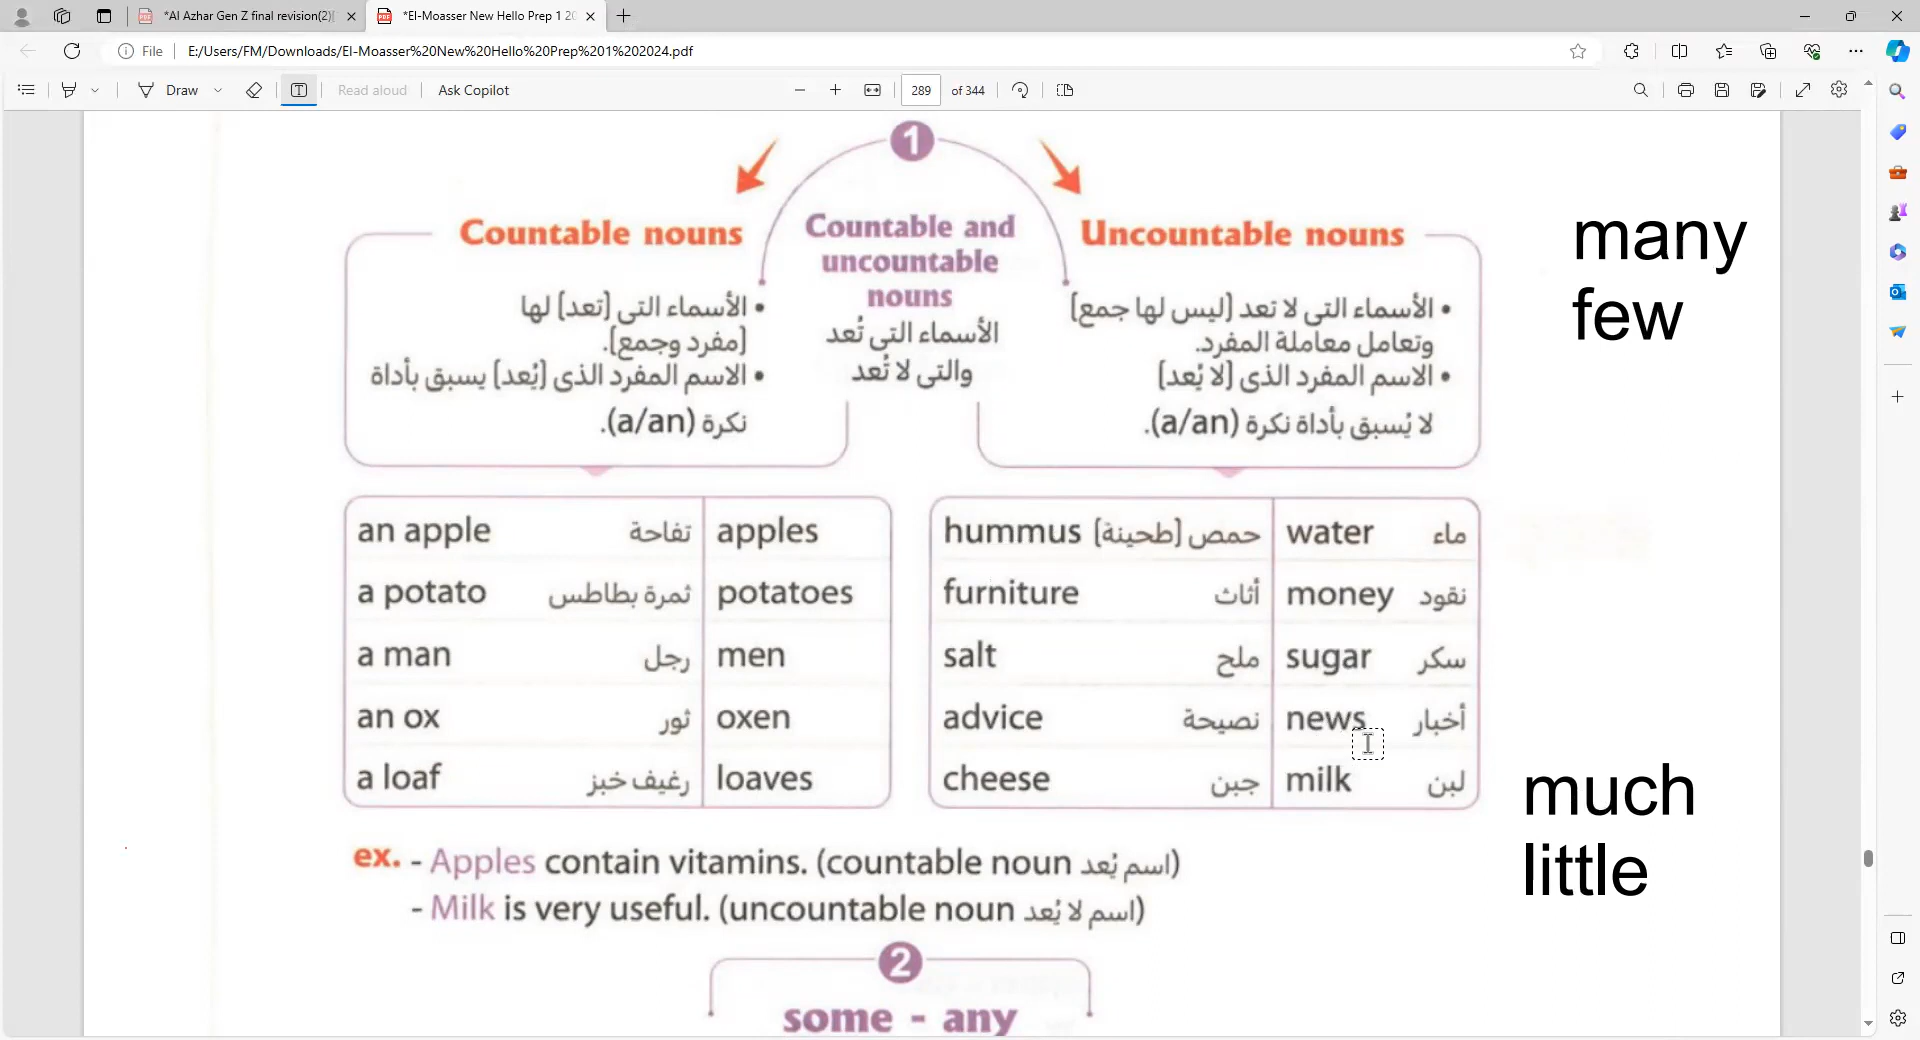 *Al Azhar Gen Z final revision(2)
*El-Moasser New Hello Prep 1 20
File
E:/Users/FM/Downloads/El-Moasser%20New%20Hello%20Prep%201%202024.pdf
Draw
Read aloud
Ask Copilot
289
of 344
1
Countable nouns
• الأسماء التى [تعد] لها
[مفرد وجمع].
• الاسم المفرد الذى [يُعد] يسبق بأداة
نكرة (a/an).
Countable and
uncountable
nouns
الأسماء التى تُعد
والتى لا تُعد
Uncountable nouns
• الأسماء التى لا تعد [ليس لها جمع]
وتعامل معاملة المفرد.
• الاسم المفرد الذى [لا يُعد]
لا يُسبق بأداة نكرة (a/an).
many
few
an apple تفاحة apples
a potato ثمرة بطاطس potatoes
a man رجل men
an ox ثور oxen
a loaf رغيف خبز loaves
hummus حمص [طحينة] water ماء
furniture أثاث money نقود
salt ملح sugar سكر
advice نصيحة news أخبار
cheese جبن milk لبن
much
little
ex. - Apples contain vitamins. (countable noun اسم يُعد)
- Milk is very useful. (uncountable noun اسم لا يُعد)
2
some - any